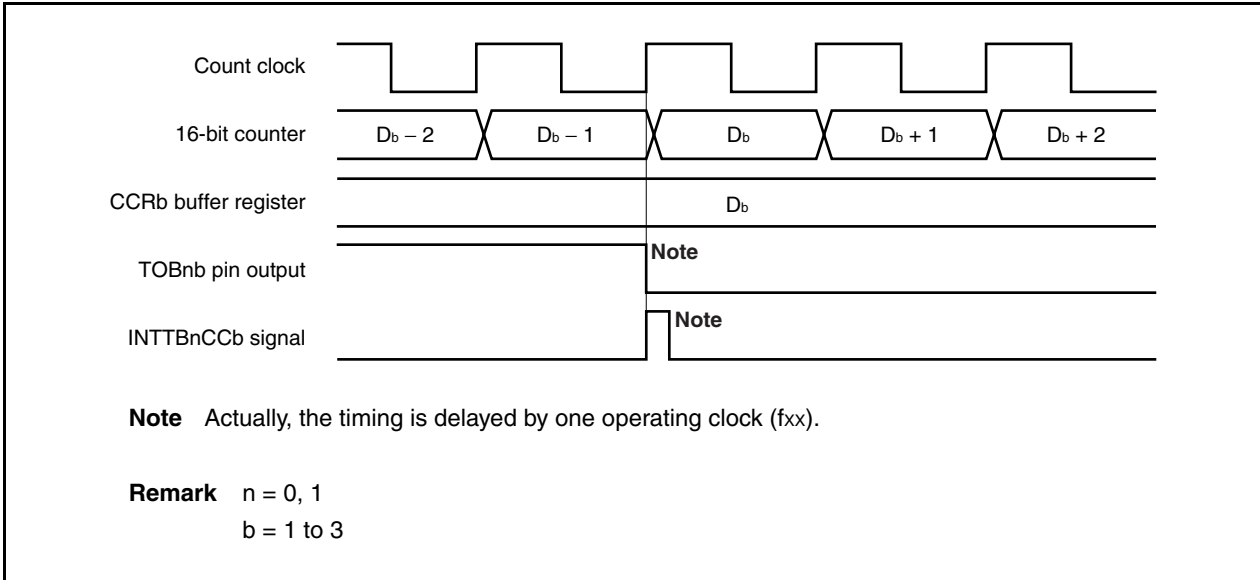 Count clock
16-bit counter Db − 2 Db − 1 Db Db + 1 Db + 2
CCRb buffer register Db
TOBnb pin output Note
INTTBnCCb signal Note
Note Actually, the timing is delayed by one operating clock (fxx).
Remark n = 0, 1
b = 1 to 3